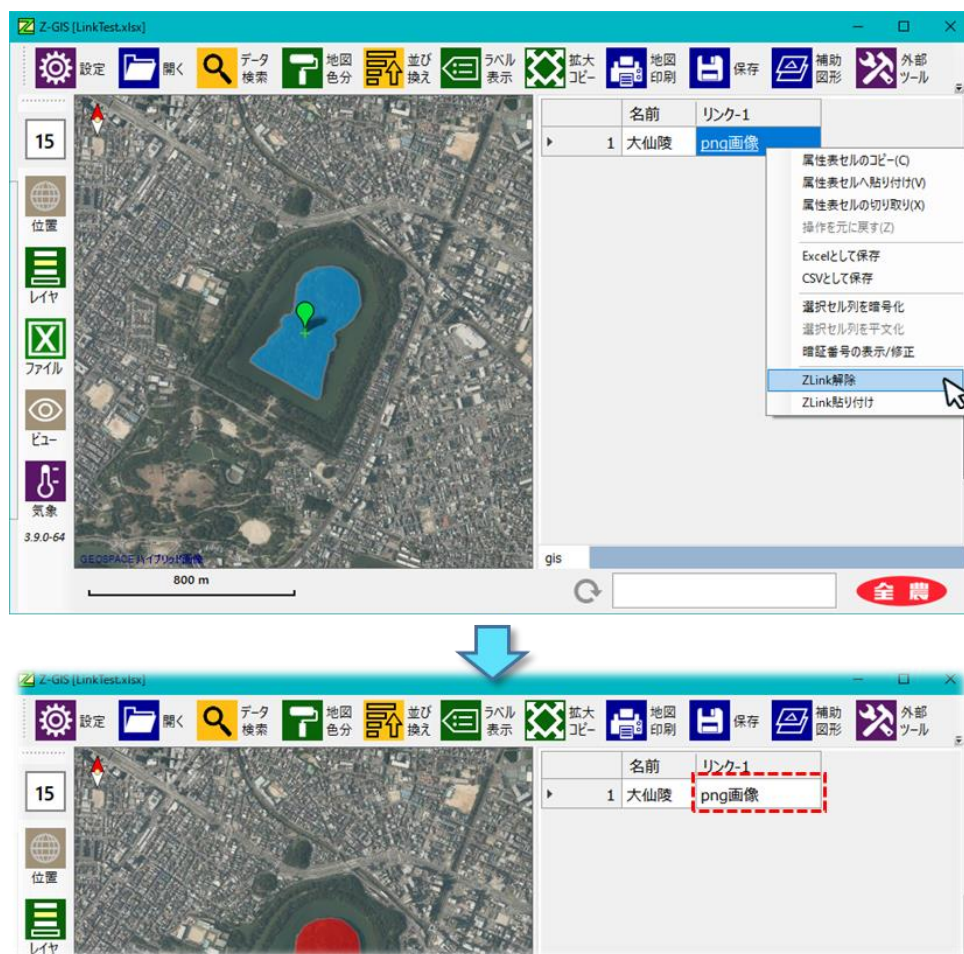 Z-GIS [LinkTest.xlsx]
設定 開く データ検索 地図色分 並び換え ラベル表示 拡大コピー 地図印刷 保存 補助図形 外部ツール
15
位置
レイヤ
ファイル
ビュー
気象
3.9.0-64
名前 リンク-1
1 大仙陵 png画像
属性表セルのコピー(C)
属性表セルへ貼り付け(V)
属性表セルの切り取り(X)
操作を元に戻す(Z)
Excelとして保存
CSVとして保存
選択セル列を暗号化
選択セル列を平文化
暗証番号の表示/修正
ZLink解除
ZLink貼り付け
GEOSPACE ハイブリッド画像
800 m
gis
全農
Z-GIS [LinkTest.xlsx]
設定 開く データ検索 地図色分 並び換え ラベル表示 拡大コピー 地図印刷 保存 補助図形 外部ツール
15
位置
レイヤ
名前 リンク-1
1 大仙陵 png画像